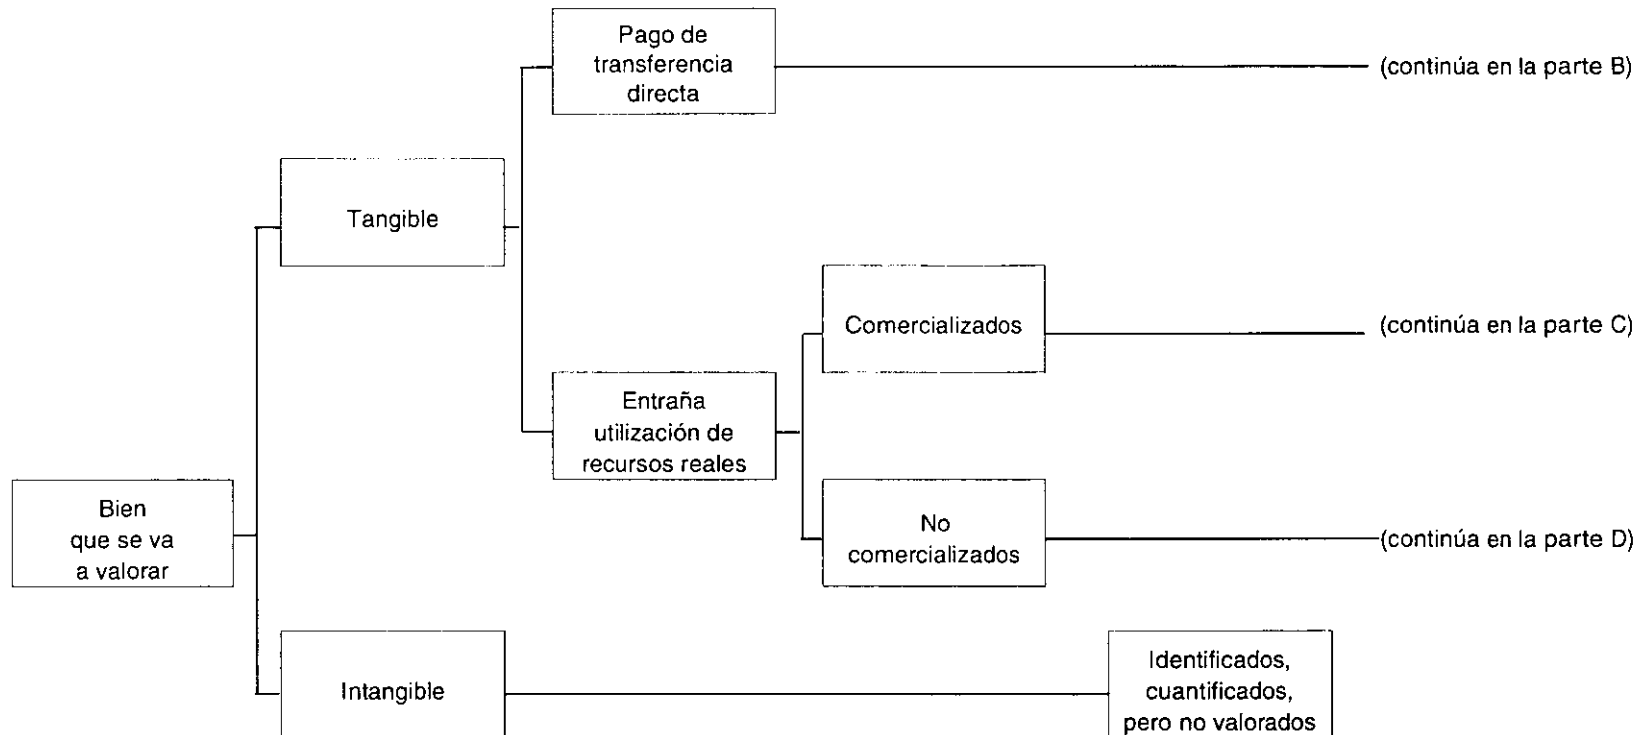 Pago de
transferencia
directa
(continúa en la parte B)
Tangible
Comercializados
(continúa en la parte C)
Entraña
utilización de
recursos reales
Bien
que se va
a valorar
No
comercializados
(continúa en la parte D)
Intangible
Identificados,
cuantificados,
pero no valorados